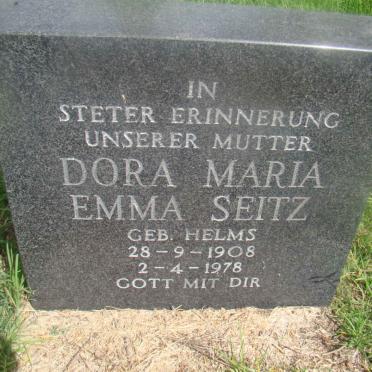 IN
STETER ERINNERUNG
UNSERER MUTTER
DORA MARIA
EMMA SEITZ
GEB. HELMS
28-9-1908
2-4-1978
GOTT MIT DIR